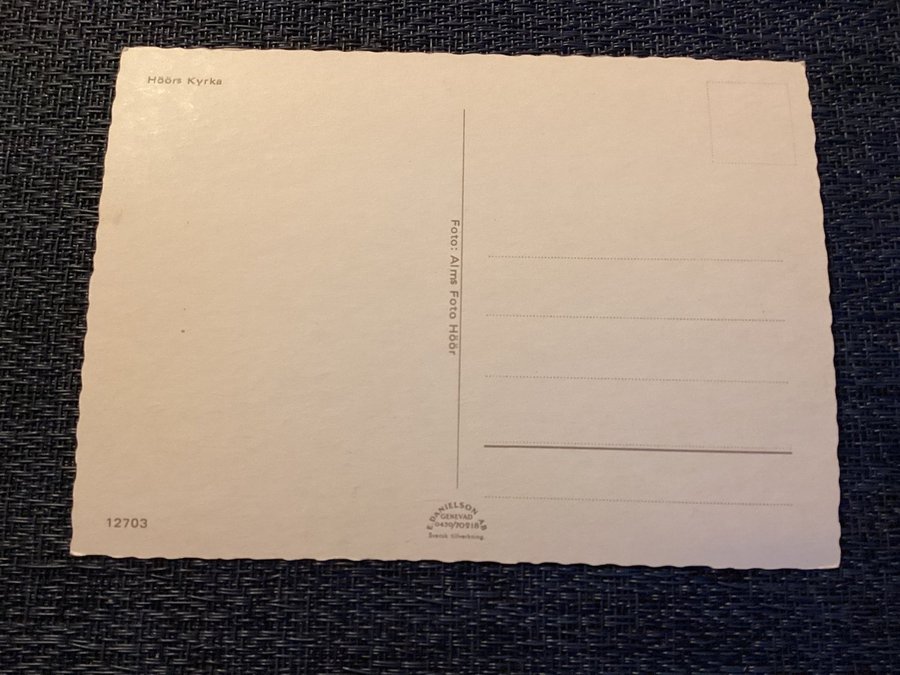 Höörs Kyrka
Foto: Alms Foto Höör
12703
E. DANIELSON AB
GENEVAD
0430/70218
Svensk tillverkning.